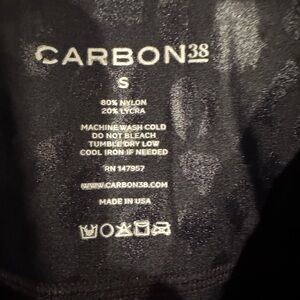 CARBON38
S
80% NYLON
20% LYCRA
MACHINE WASH COLD
DO NOT BLEACH
TUMBLE DRY LOW
COOL IRON IF NEEDED
RN 147957
WWW.CARBON38.COM
MADE IN USA